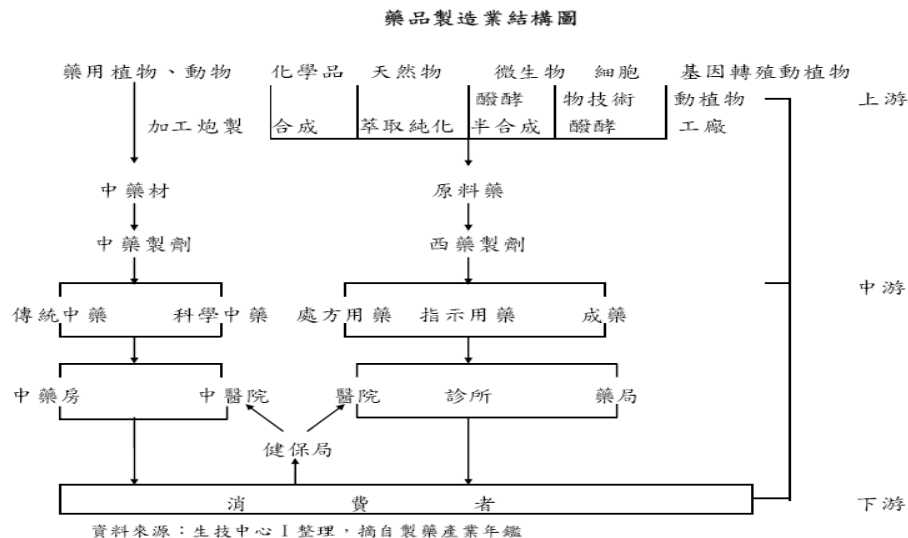 藥品製造業結構圖
藥用植物、動物 化學品 天然物 微生物 細胞 基因轉殖動植物
醱酵 物技術 動植物 上游
加工炮製 合成 萃取純化 半合成 醱酵 工廠
中藥材 原料藥
中藥製劑 西藥製劑
中游
傳統中藥 科學中藥 處方用藥 指示用藥 成藥
中藥房 中醫院 醫院 診所 藥局
健保局
消費者 下游
資料來源：生技中心 I 整理，摘自製藥產業年鑑